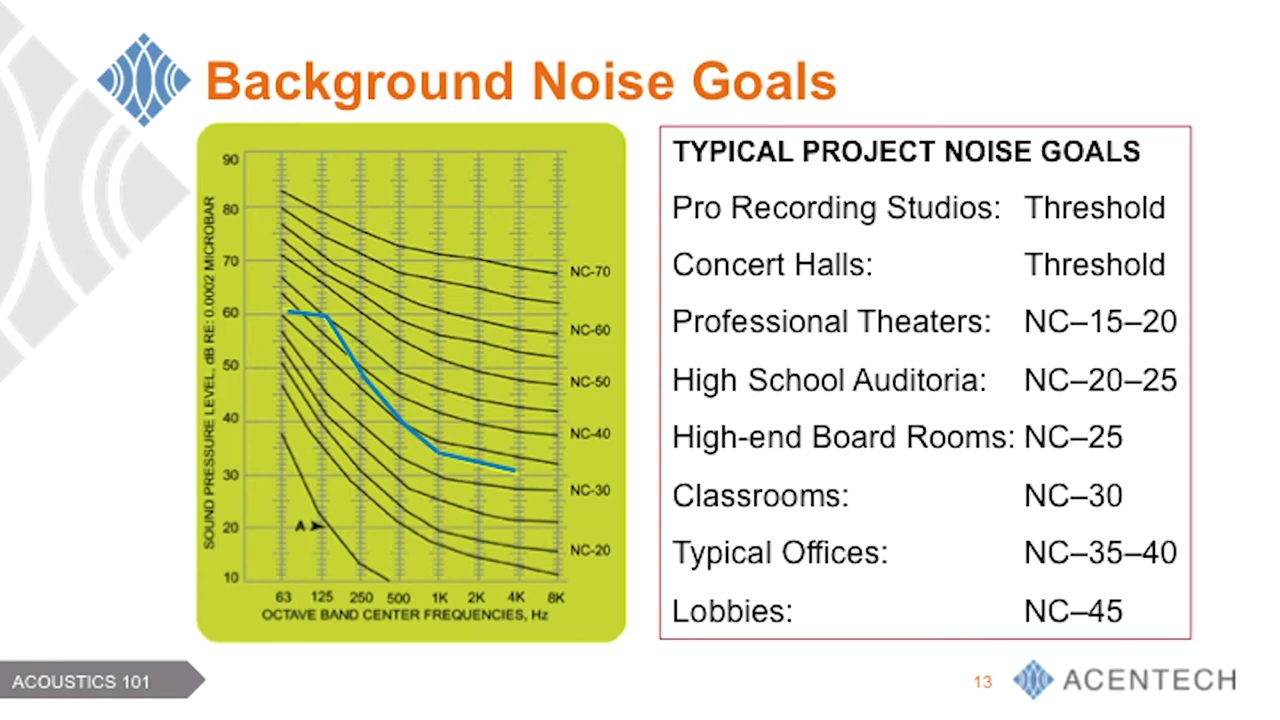 Background Noise Goals
90
80
70
60
50
40
30
20
10
SOUND PRESSURE LEVEL, dB RE: 0.0002 MICROBAR
NC-70
NC-60
NC-50
NC-40
NC-30
NC-20
A
63 125 250 500 1K 2K 4K 8K
OCTAVE BAND CENTER FREQUENCIES, Hz
TYPICAL PROJECT NOISE GOALS
Pro Recording Studios: Threshold
Concert Halls: Threshold
Professional Theaters: NC–15–20
High School Auditoria: NC–20–25
High-end Board Rooms: NC–25
Classrooms: NC–30
Typical Offices: NC–35–40
Lobbies: NC–45
ACOUSTICS 101
13
ACENTECH